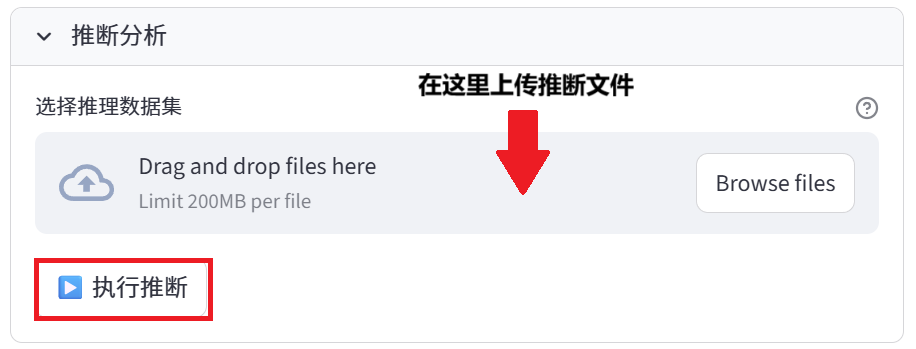 推断分析
在这里上传推断文件
选择推理数据集
?
Drag and drop files here
Limit 200MB per file
Browse files
执行推断